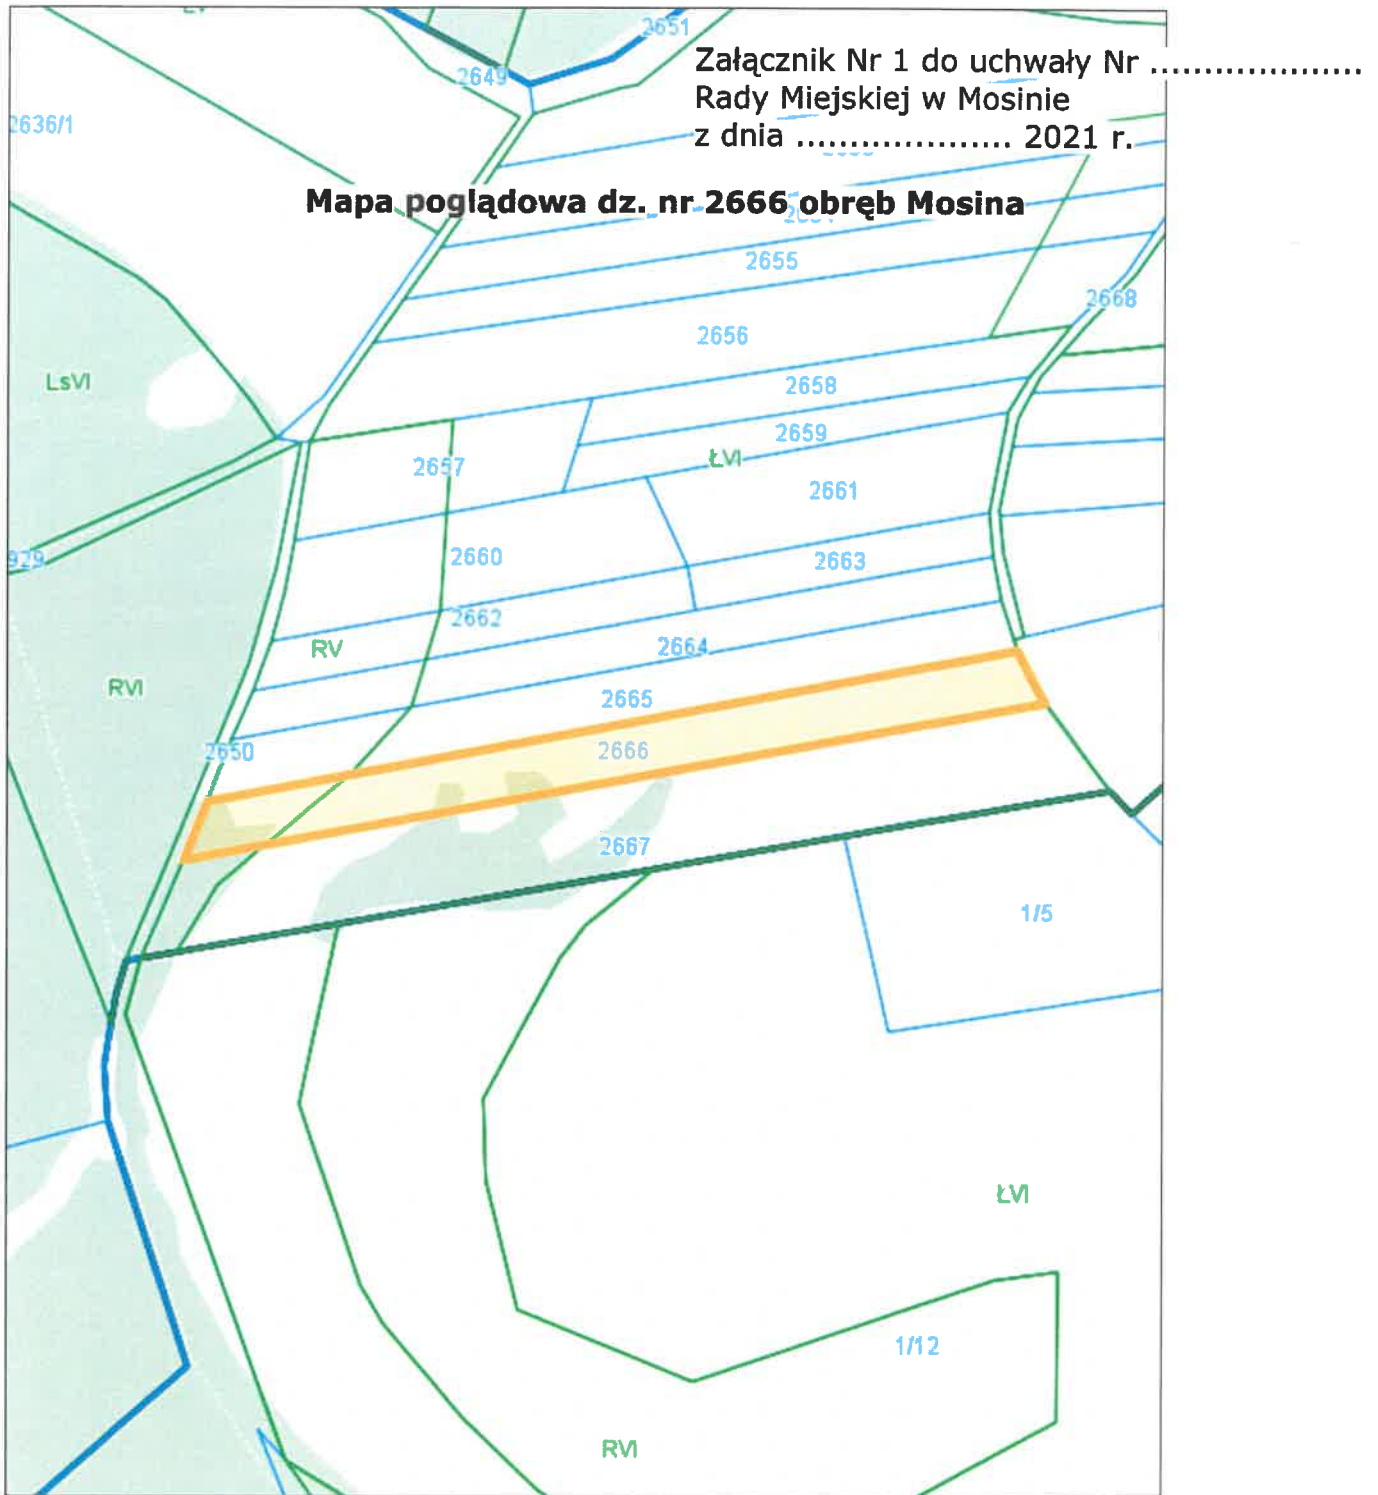 2651
2649
Załącznik Nr 1 do uchwały Nr .....................
Rady Miejskiej w Mosinie
z dnia ..................... 2021 r.
2636/1
Mapa poglądowa dz. nr 2666 obręb Mosina
2655
2668
2656
LsVI
2658
2659
2657
ŁVI
2661
929
2660
2663
2662
RV
2664
RVI
2665
2650
2666
2667
1/5
ŁVI
1/12
RVI